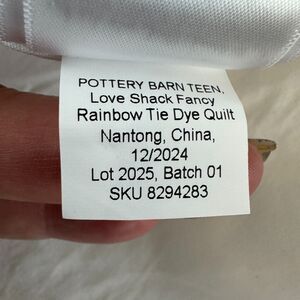 POTTERY BARN TEEN,
Love Shack Fancy
Rainbow Tie Dye Quilt
Nantong, China,
12/2024
Lot 2025, Batch 01
SKU 8294283